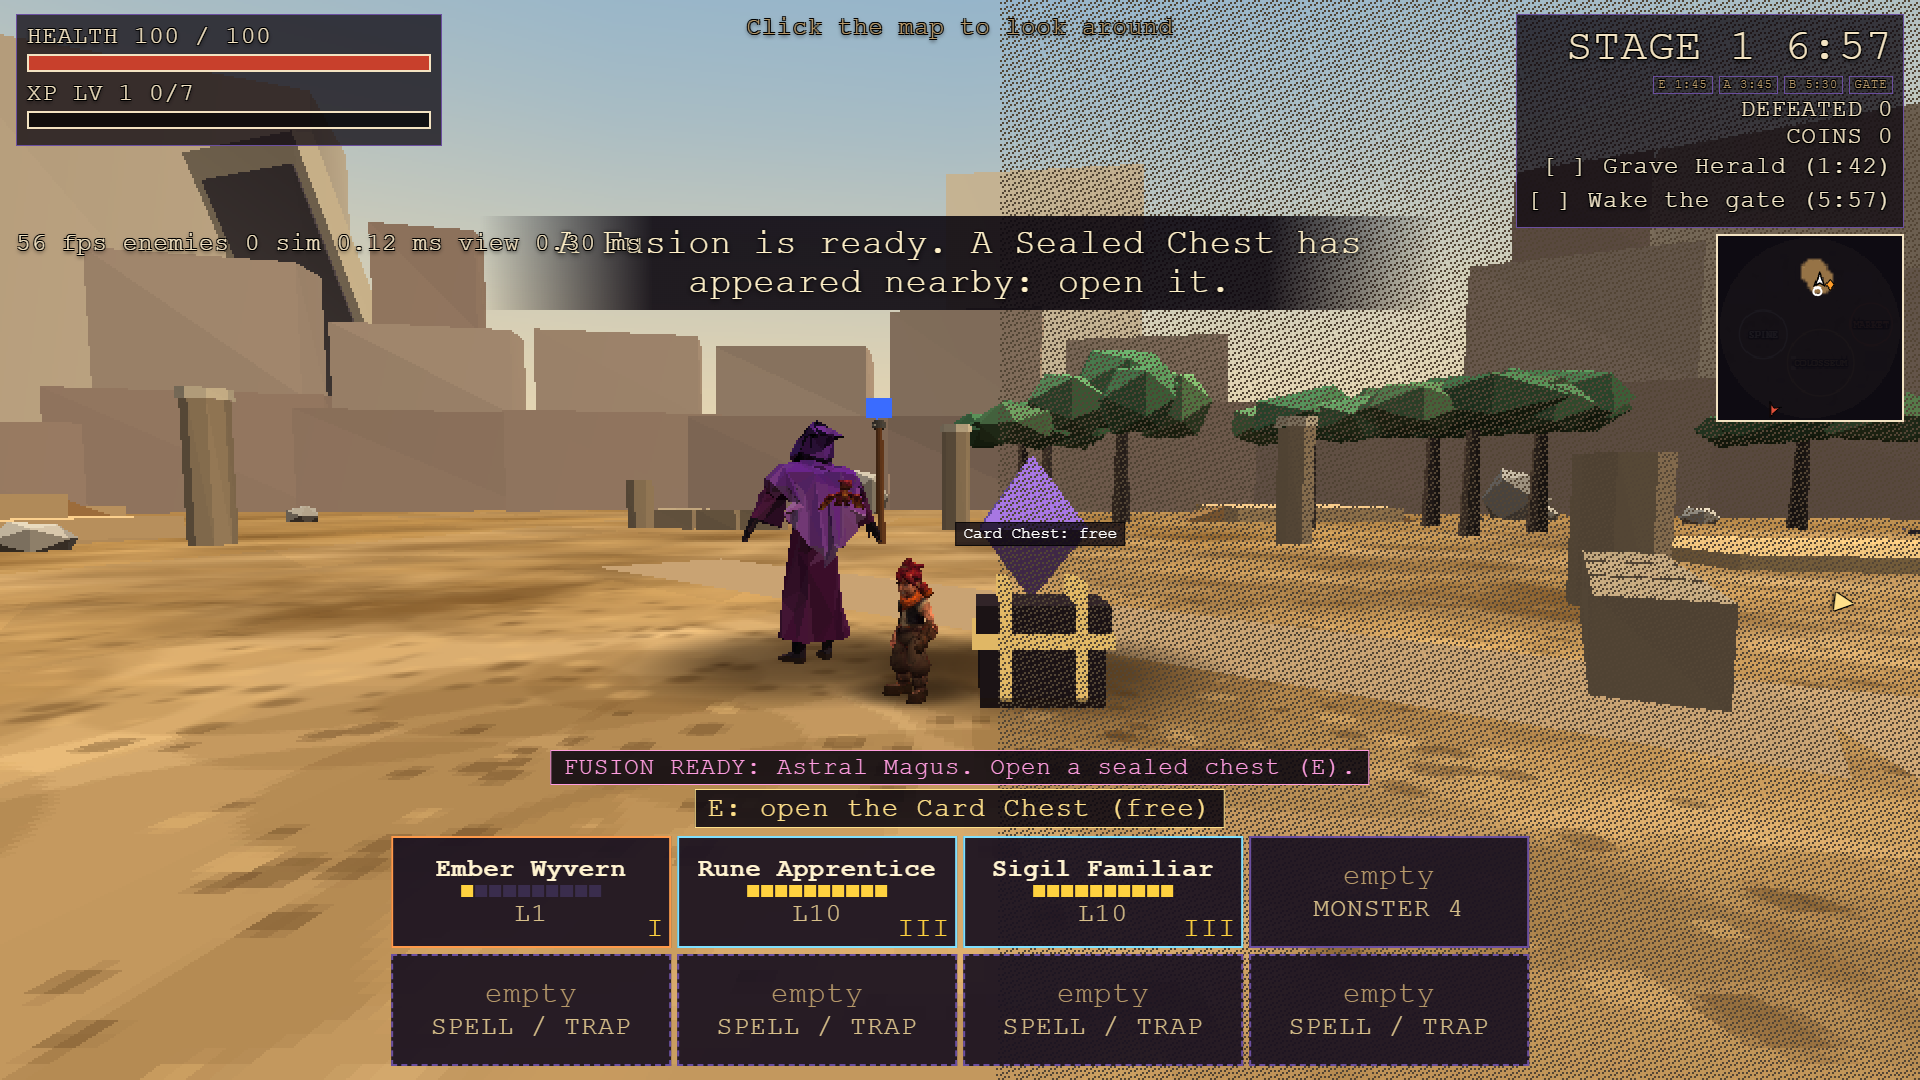 HEALTH 100 / 100
XP LV 1 0/7
Click the map to look around
STAGE 1 6:57
E 1:45 A 3:45 B 5:30 GATE
DEFEATED 0
COINS 0
[ ] Grave Herald (1:42)
[ ] Wake the gate (5:57)
56 fps enemies 0 sim 0.12 ms view 0.30 ms
A Fusion is ready. A Sealed Chest has
appeared nearby: open it.
Card Chest: free
FUSION READY: Astral Magus. Open a sealed chest (E).
E: open the Card Chest (free)
Ember Wyvern
L1
I
Rune Apprentice
L10
III
Sigil Familiar
L10
III
empty
MONSTER 4
empty
SPELL / TRAP
empty
SPELL / TRAP
empty
SPELL / TRAP
empty
SPELL / TRAP